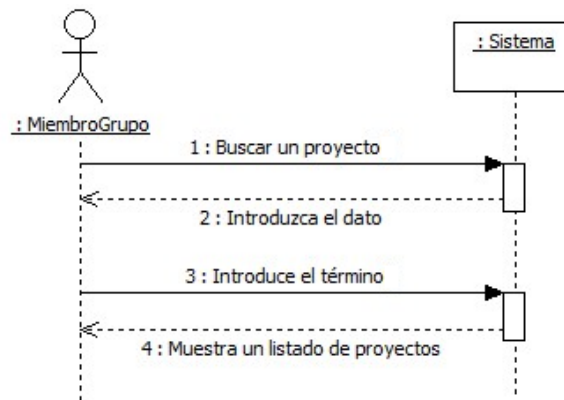 : Sistema
: MiembroGrupo
1 : Buscar un proyecto
2 : Introduzca el dato
3 : Introduce el término
4 : Muestra un listado de proyectos